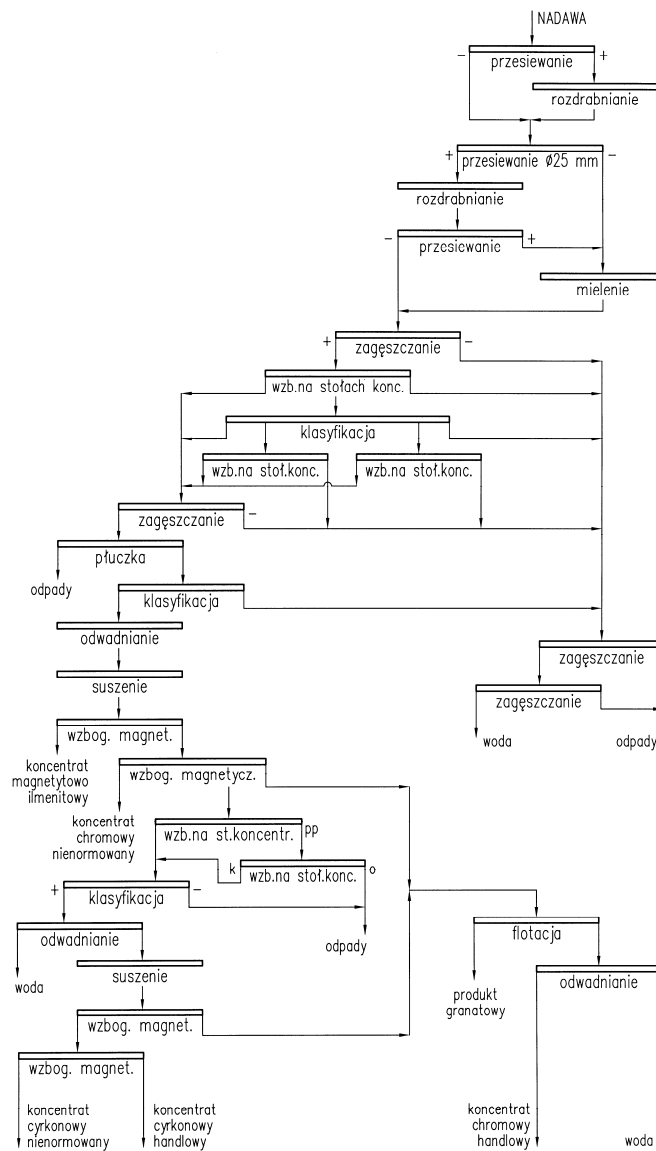 NADAWA
- +
przesiewanie
rozdrabnianie
+ -
przesiewanie Ø25 mm
rozdrabnianie
- +
przesiewanie
mielenie
+ -
zagęszczanie
wzb.na stołach konc.
klasyfikacja
wzb.na stoł.konc. wzb.na stoł.konc.
-
zagęszczanie
płuczka
odpady
klasyfikacja
odwadnianie
zagęszczanie
suszenie
zagęszczanie
wzbog. magnet.
woda odpady
koncentrat
magnetytowo
ilmenitowy
wzbog. magnetycz.
koncentrat
chromowy
nienormowany
pp
wzb.na st.koncentr.
k o
wzb.na stoł.konc.
+ -
klasyfikacja
odwadnianie
odpady
flotacja
woda
suszenie
odwadnianie
produkt
granatowy
wzbog. magnet.
wzbog. magnet.
koncentrat
cyrkonowy
nienormowany
koncentrat
cyrkonowy
handlowy
koncentrat
chromowy
handlowy
woda